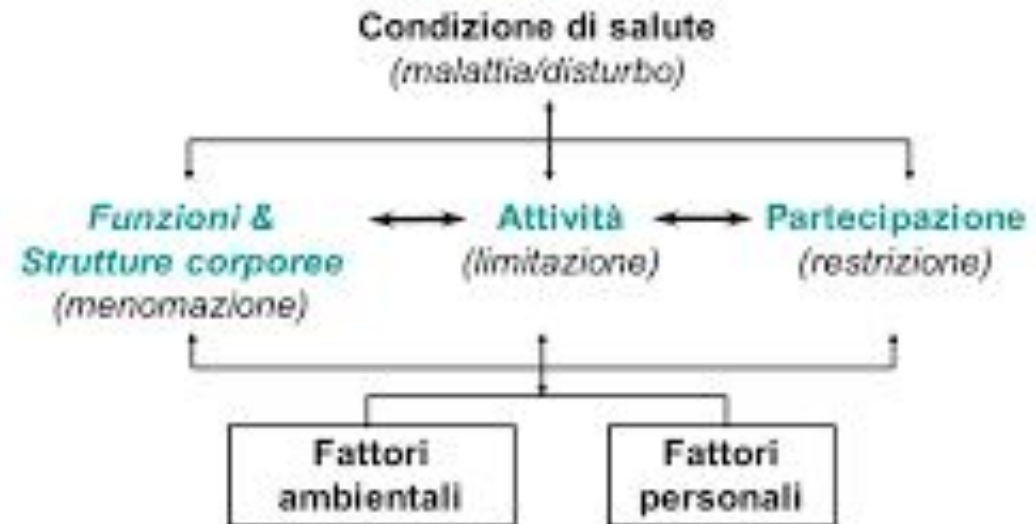 Condizione di salute
(malattia/disturbo)
Funzioni &
Strutture corporee
(menomazione)
Attività
(limitazione)
Partecipazione
(restrizione)
Fattori
ambientali
Fattori
personali